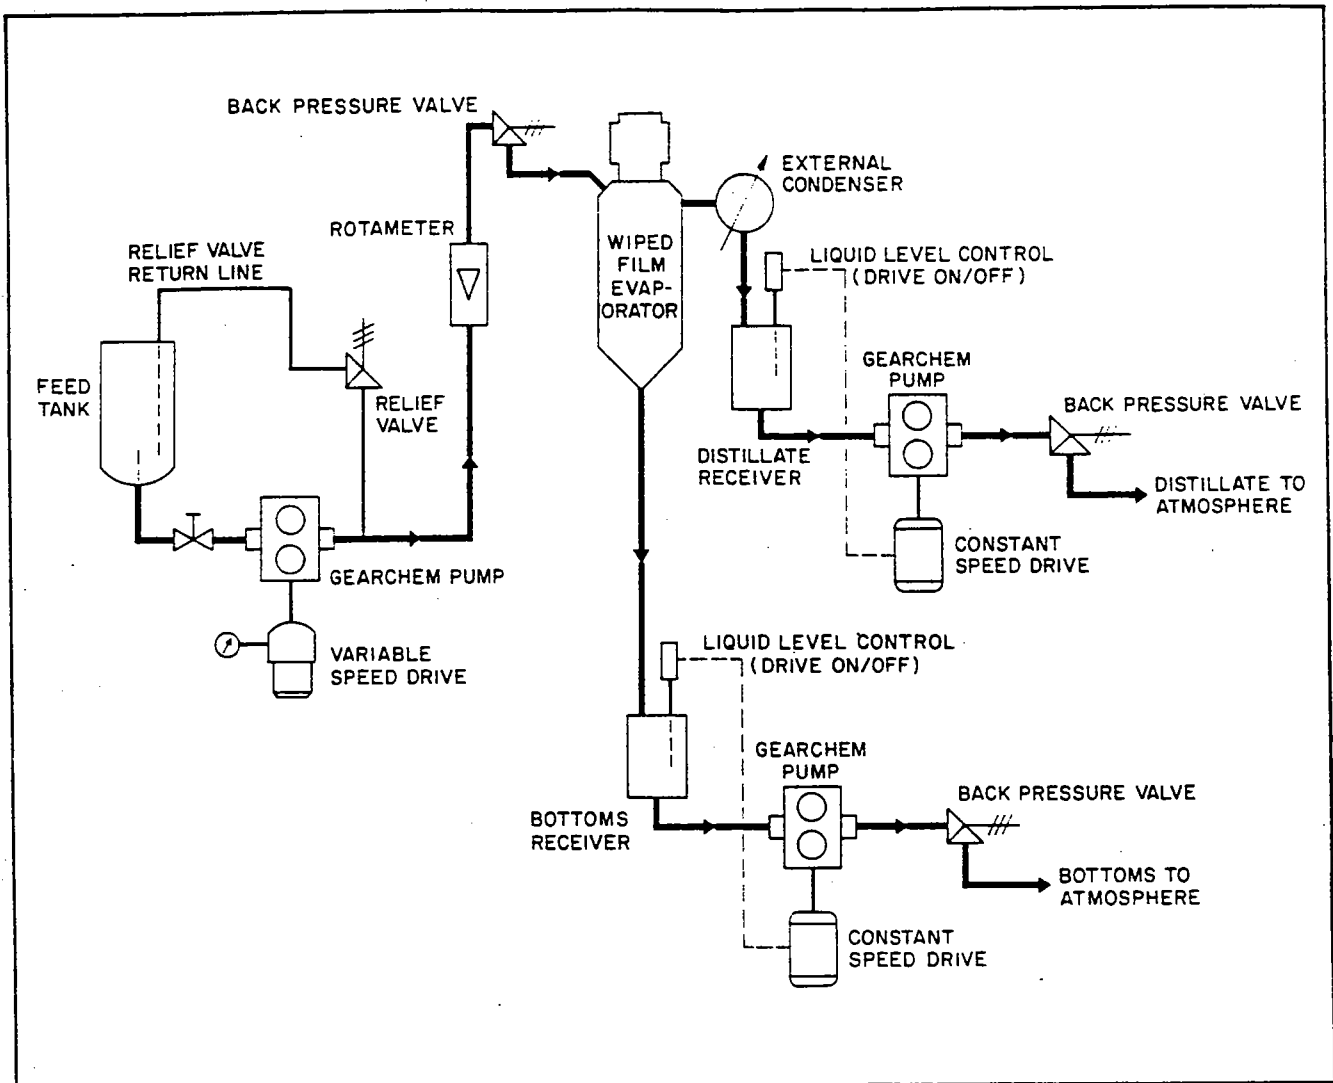 BACK PRESSURE VALVE
EXTERNAL
CONDENSER
ROTAMETER
RELIEF VALVE
RETURN LINE
WIPED
FILM
EVAP-
ORATOR
LIQUID LEVEL CONTROL
(DRIVE ON/OFF)
FEED
TANK
RELIEF
VALVE
GEARCHEM
PUMP
BACK PRESSURE VALVE
DISTILLATE
RECEIVER
DISTILLATE TO
ATMOSPHERE
GEARCHEM PUMP
CONSTANT
SPEED DRIVE
VARIABLE
SPEED DRIVE
LIQUID LEVEL CONTROL
(DRIVE ON/OFF)
GEARCHEM
PUMP
BACK PRESSURE VALVE
BOTTOMS
RECEIVER
BOTTOMS TO
ATMOSPHERE
CONSTANT
SPEED DRIVE